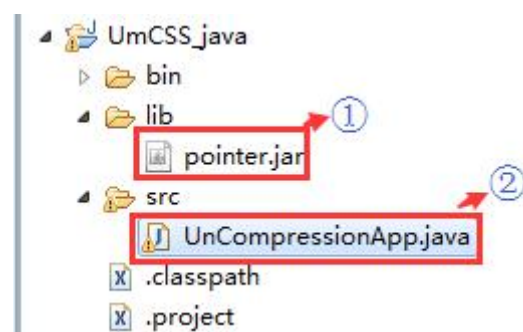 UmCSS_java
bin
lib
①
pointer.jar
src
②
UnCompressionApp.java
.classpath
.project